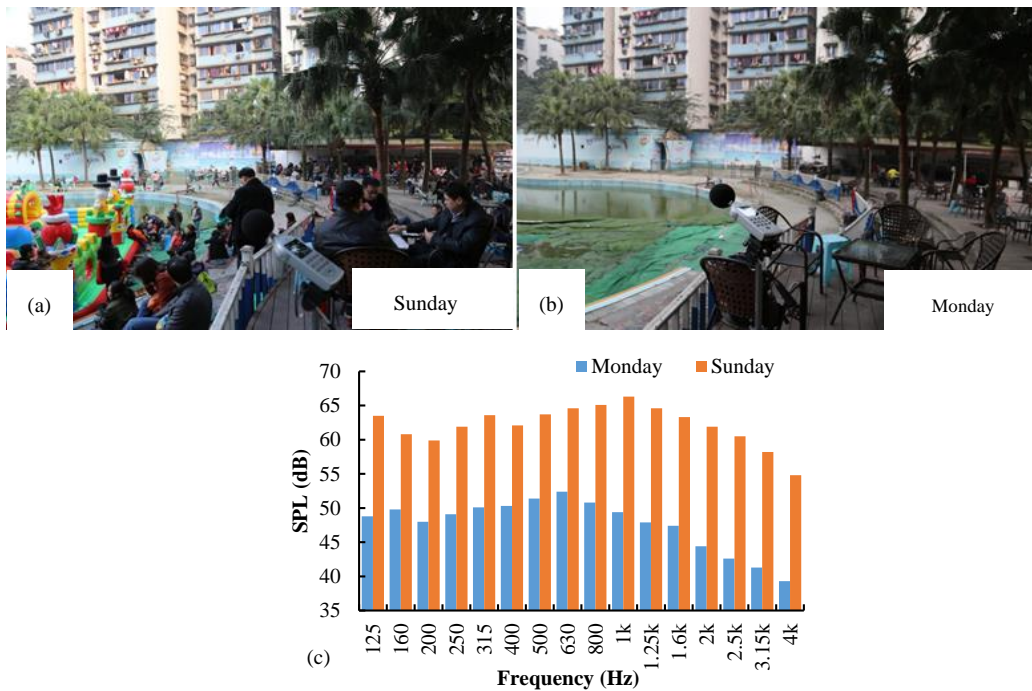 (a)
Sunday
(b)
Monday
Monday Sunday
70
65
60
55
50
45
40
35
SPL (dB)
125 160 200 250 315 400 500 630 800 1k 1.25k 1.6k 2k 2.5k 3.15k 4k
(c)
Frequency (Hz)